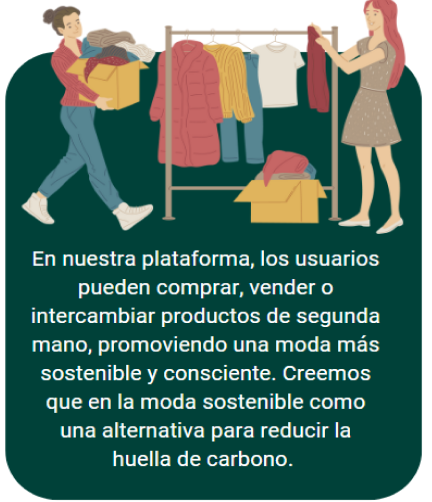 En nuestra plataforma, los usuarios
pueden comprar, vender o
intercambiar productos de segunda
mano, promoviendo una moda más
sostenible y consciente. Creemos
que en la moda sostenible como
una alternativa para reducir la
huella de carbono.